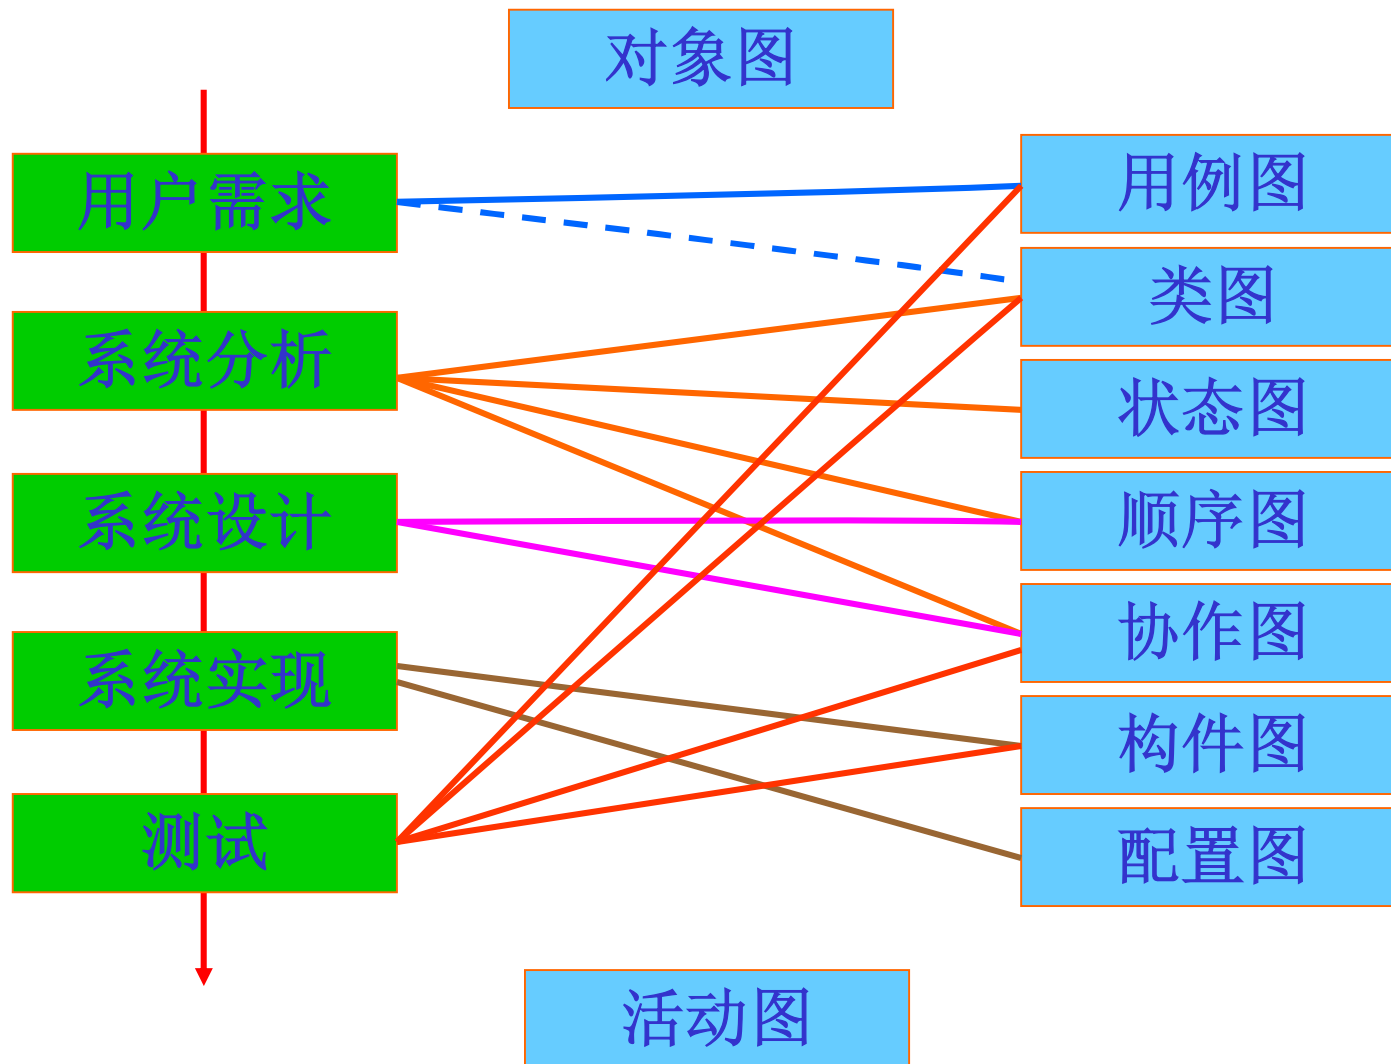 对象图
用户需求
系统分析
系统设计
系统实现
测试
用例图
类图
状态图
顺序图
协作图
构件图
配置图
活动图